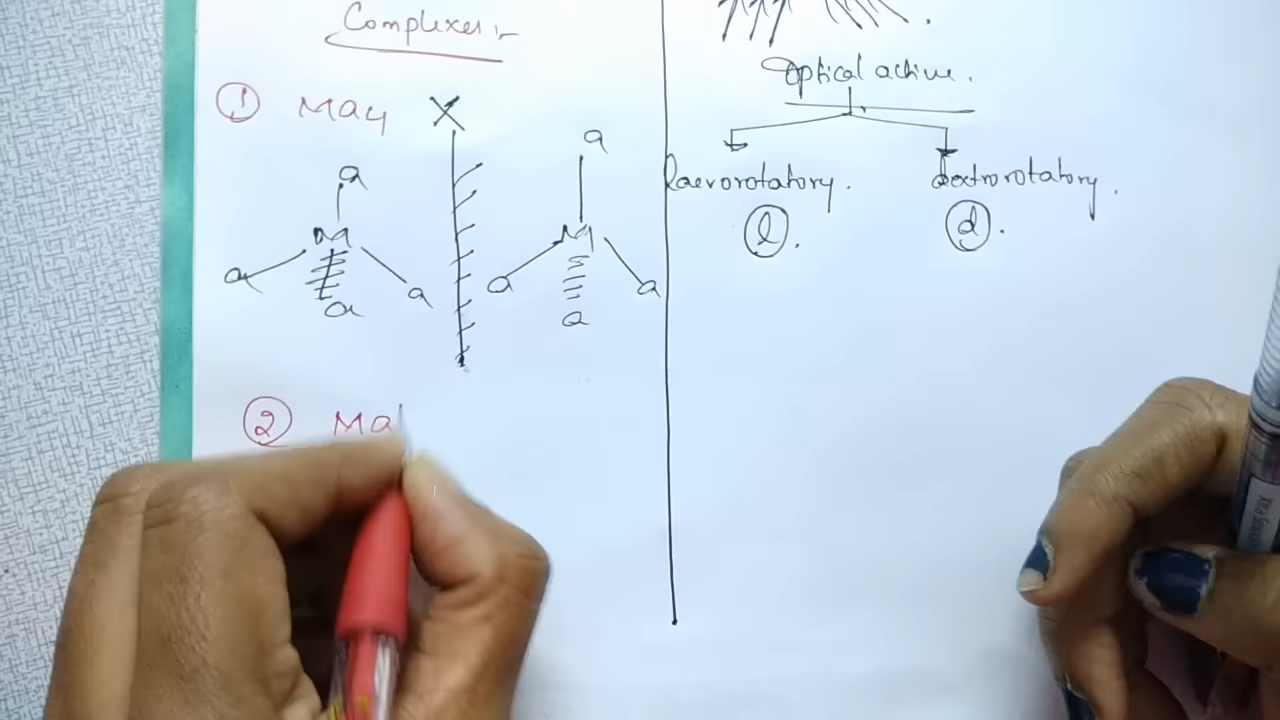 Complexes :-
① Ma4 X
a
M
a a
a
a
M
a a
a
② Ma
Optical active.
laevorotatory.
ⓛ.
dextrorotatory.
ⓓ.